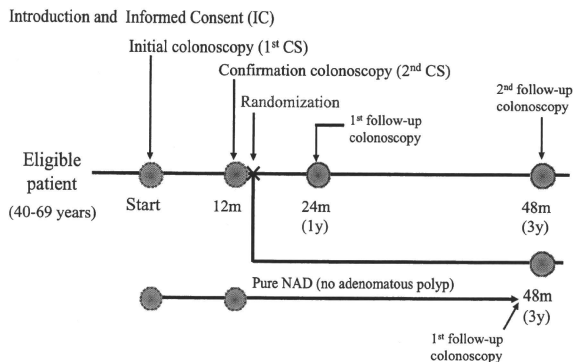 Introduction and Informed Consent (IC)
Initial colonoscopy (1st CS)
Confirmation colonoscopy (2nd CS)
Randomization
1st follow-up
colonoscopy
2nd follow-up
colonoscopy
Eligible
patient
(40-69 years)
Start
12m
24m
(1y)
48m
(3y)
Pure NAD (no adenomatous polyp)
48m
(3y)
1st follow-up
colonoscopy